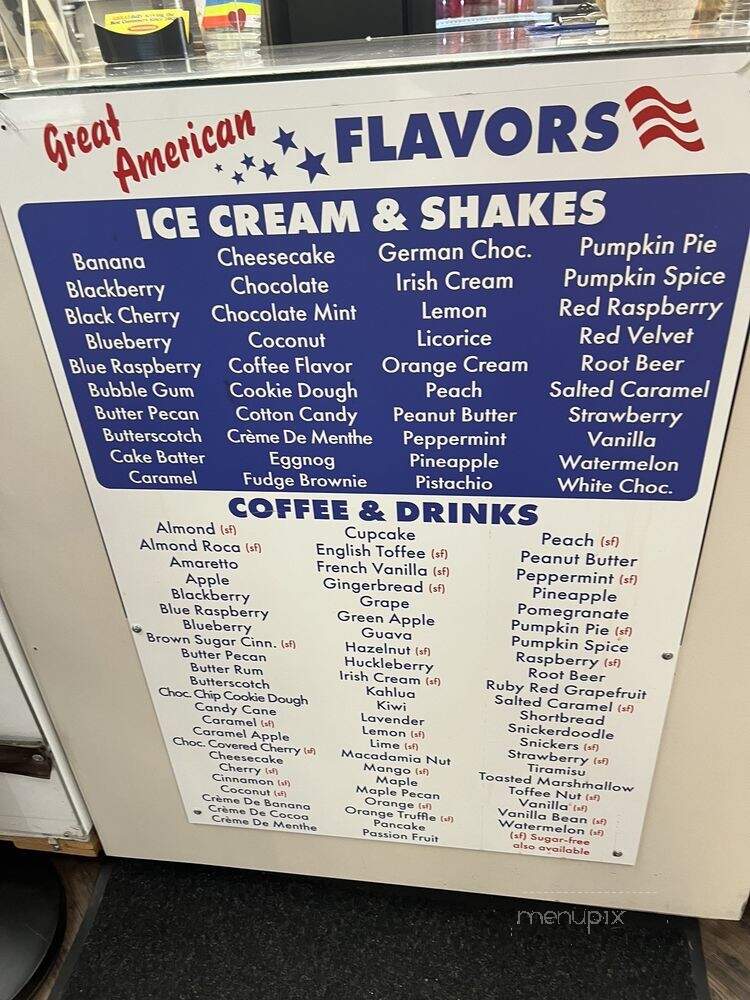 Great American FLAVORS
ICE CREAM & SHAKES
Banana
Blackberry
Black Cherry
Blueberry
Blue Raspberry
Bubble Gum
Butter Pecan
Butterscotch
Cake Batter
Caramel
Cheesecake
Chocolate
Chocolate Mint
Coconut
Coffee Flavor
Cookie Dough
Cotton Candy
Crème De Menthe
Eggnog
Fudge Brownie
German Choc.
Irish Cream
Lemon
Licorice
Orange Cream
Peach
Peanut Butter
Peppermint
Pineapple
Pistachio
Pumpkin Pie
Pumpkin Spice
Red Raspberry
Red Velvet
Root Beer
Salted Caramel
Strawberry
Vanilla
Watermelon
White Choc.
COFFEE & DRINKS
Almond (sf)
Almond Roca (sf)
Amaretto
Apple
Blackberry
Blue Raspberry
Blueberry
Brown Sugar Cinn. (sf)
Butter Pecan
Butter Rum
Butterscotch
Choc. Chip Cookie Dough
Candy Cane
Caramel (sf)
Caramel Apple
Choc. Covered Cherry (sf)
Cheesecake
Cherry (sf)
Cinnamon (sf)
Coconut (sf)
Crème De Banana
Crème De Cocoa
Crème De Menthe
Cupcake
English Toffee (sf)
French Vanilla (sf)
Gingerbread (sf)
Grape
Green Apple
Guava
Hazelnut (sf)
Huckleberry
Irish Cream (sf)
Kahlua
Kiwi
Lavender
Lemon (sf)
Lime (sf)
Macadamia Nut
Mango (sf)
Maple
Maple Pecan
Orange (sf)
Orange Truffle (sf)
Pancake
Passion Fruit
Peach (sf)
Peanut Butter
Peppermint (sf)
Pineapple
Pomegranate
Pumpkin Pie (sf)
Pumpkin Spice
Raspberry (sf)
Root Beer
Ruby Red Grapefruit
Salted Caramel (sf)
Shortbread
Snickerdoodle
Snickers (sf)
Strawberry (sf)
Tiramisu
Toasted Marshmallow
Toffee Nut (sf)
Vanilla (sf)
Vanilla Bean (sf)
Watermelon (sf)
(sf) Sugar-free
also available
menupix